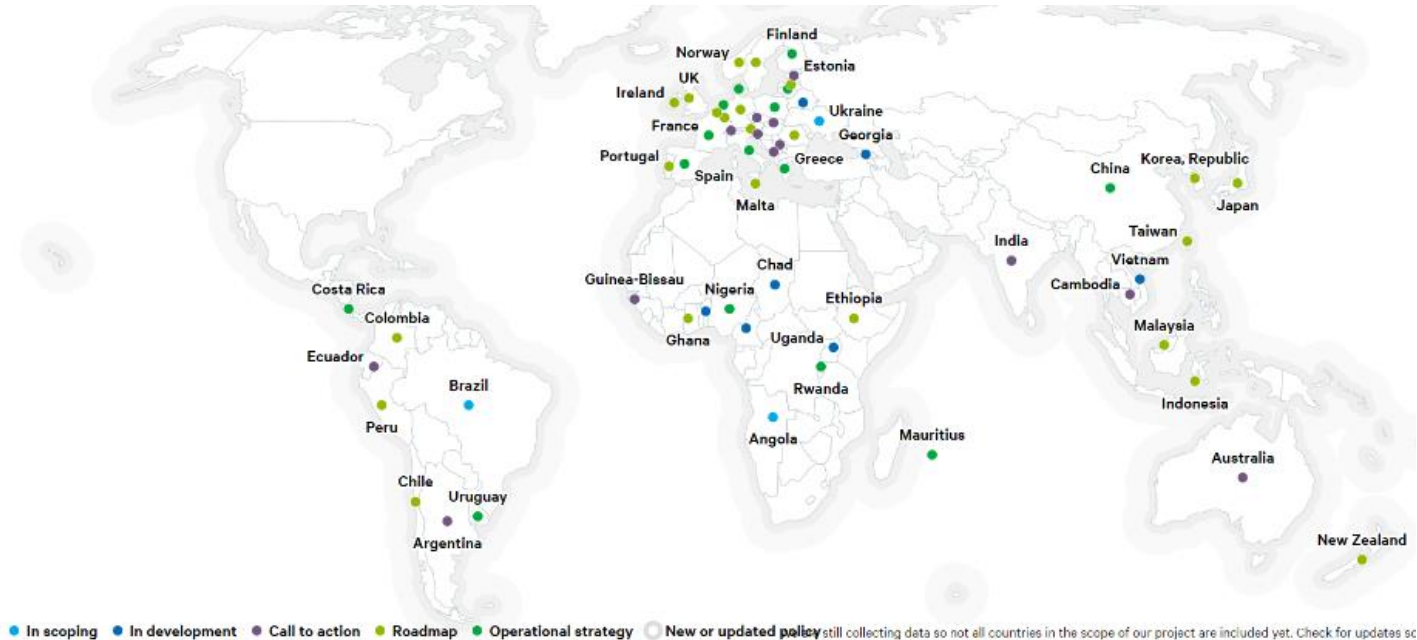 Finland
Norway
Estonia
UK
Ireland
Ukraine
France
Georgia
Portugal
Greece
China
Korea, Republic
Spain
Malta
Japan
Taiwan
India
Vietnam
Chad
Guinea-Bissau
Cambodia
Costa Rica
Nigeria
Ethiopia
Colombia
Malaysia
Ghana
Uganda
Ecuador
Brazil
Rwanda
Indonesia
Peru
Angola
Mauritius
Australia
Chile
Uruguay
Argentina
New Zealand
In scoping In development Call to action Roadmap Operational strategy New or updated policy still collecting data so not all countries in the scope of our project are included yet. Check for updates so